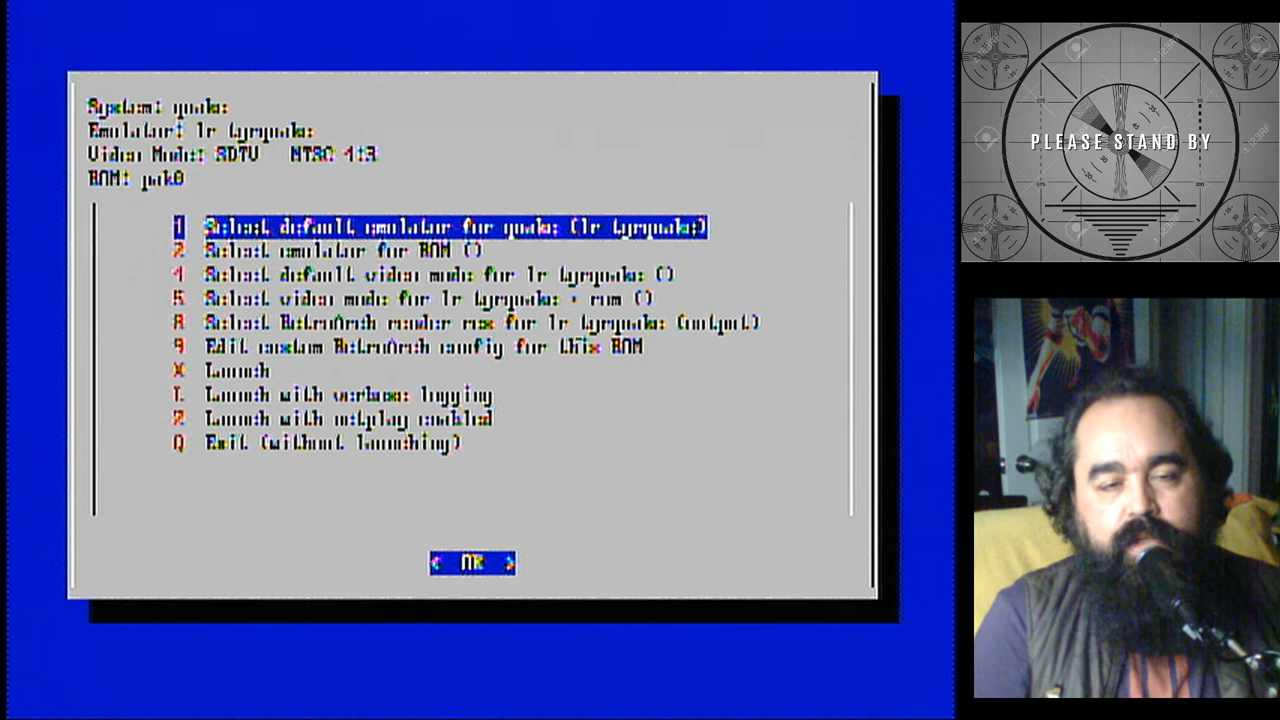 System: quake
Emulator: lr-tyrquake
Video Mode: SDTV - NTSC 4:3
ROM: pak0
1 Select default emulator for quake (lr-tyrquake)
2 Select emulator for ROM ()
4 Select default video mode for lr-tyrquake ()
5 Select video mode for lr-tyrquake + rom ()
8 Select RetroArch render res for lr-tyrquake (output)
9 Edit custom RetroArch config for this ROM
X Launch
L Launch with verbose logging
Z Launch with netplay enabled
Q Exit (without launching)
< OK >
PLEASE STAND BY